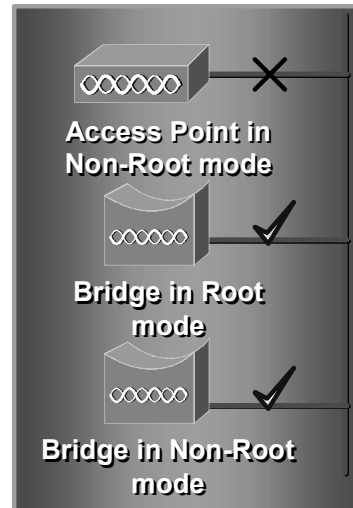 Access Point in
Non-Root mode
Bridge in Root
mode
Bridge in Non-Root
mode